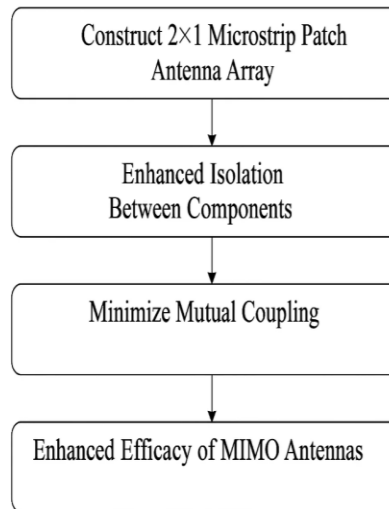 Construct 2×1 Microstrip Patch
Antenna Array
Enhanced Isolation
Between Components
Minimize Mutual Coupling
Enhanced Efficacy of MIMO Antennas